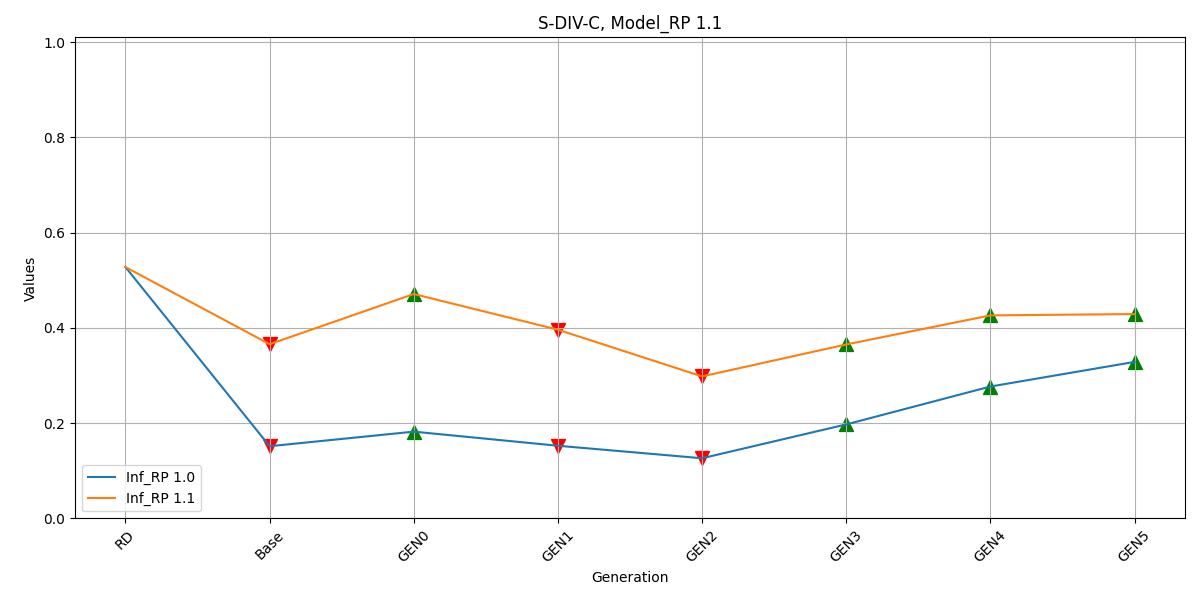 S-DIV-C, Model_RP 1.1
1.0
0.8
0.6
0.4
0.2
0.0
Values
Inf_RP 1.0
Inf_RP 1.1
RD
Base
GEN0
GEN1
GEN2
GEN3
GEN4
GEN5
Generation